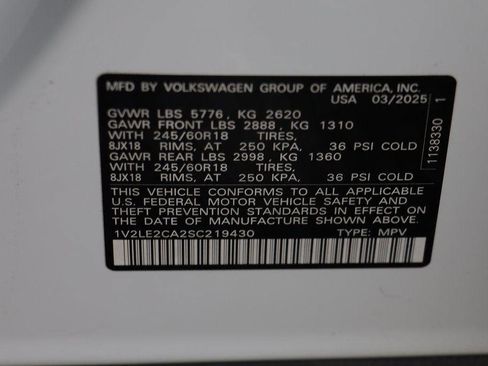 MFD BY VOLKSWAGEN GROUP OF AMERICA, INC.
USA 03/2025
GVWR LBS 5776 , KG 2620
GAWR FRONT LBS 2888 , KG 1310
WITH 245/60R18 TIRES,
8JX18 RIMS, AT 250 KPA, 36 PSI COLD
GAWR REAR LBS 2998 , KG 1360
WITH 245/60R18 TIRES,
8JX18 RIMS, AT 250 KPA, 36 PSI COLD
THIS VEHICLE CONFORMS TO ALL APPLICABLE
U.S. FEDERAL MOTOR VEHICLE SAFETY AND
THEFT PREVENTION STANDARDS IN EFFECT ON
THE DATE OF MANUFACTURE SHOWN ABOVE.
1V2LE2CA2SC219430 TYPE: MPV
1138330 1